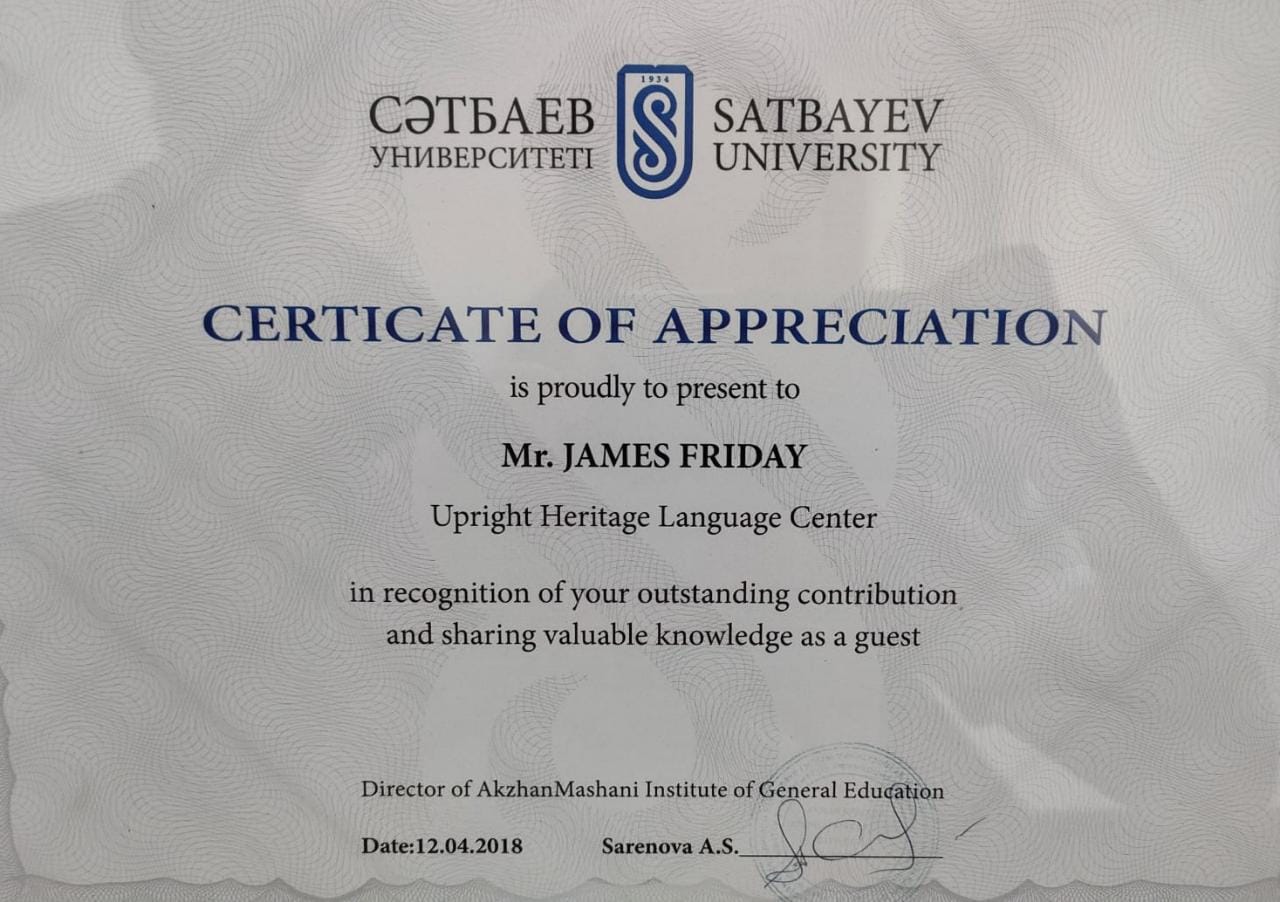 СӘТБАЕВ
УНИВЕРСИТЕТІ
1934
SATBAYEV
UNIVERSITY
CERTICATE OF APPRECIATION
is proudly to present to
Mr. JAMES FRIDAY
Upright Heritage Language Center
in recognition of your outstanding contribution
and sharing valuable knowledge as a guest
Director of AkzhanMashani Institute of General Education
Date:12.04.2018 Sarenova A.S.